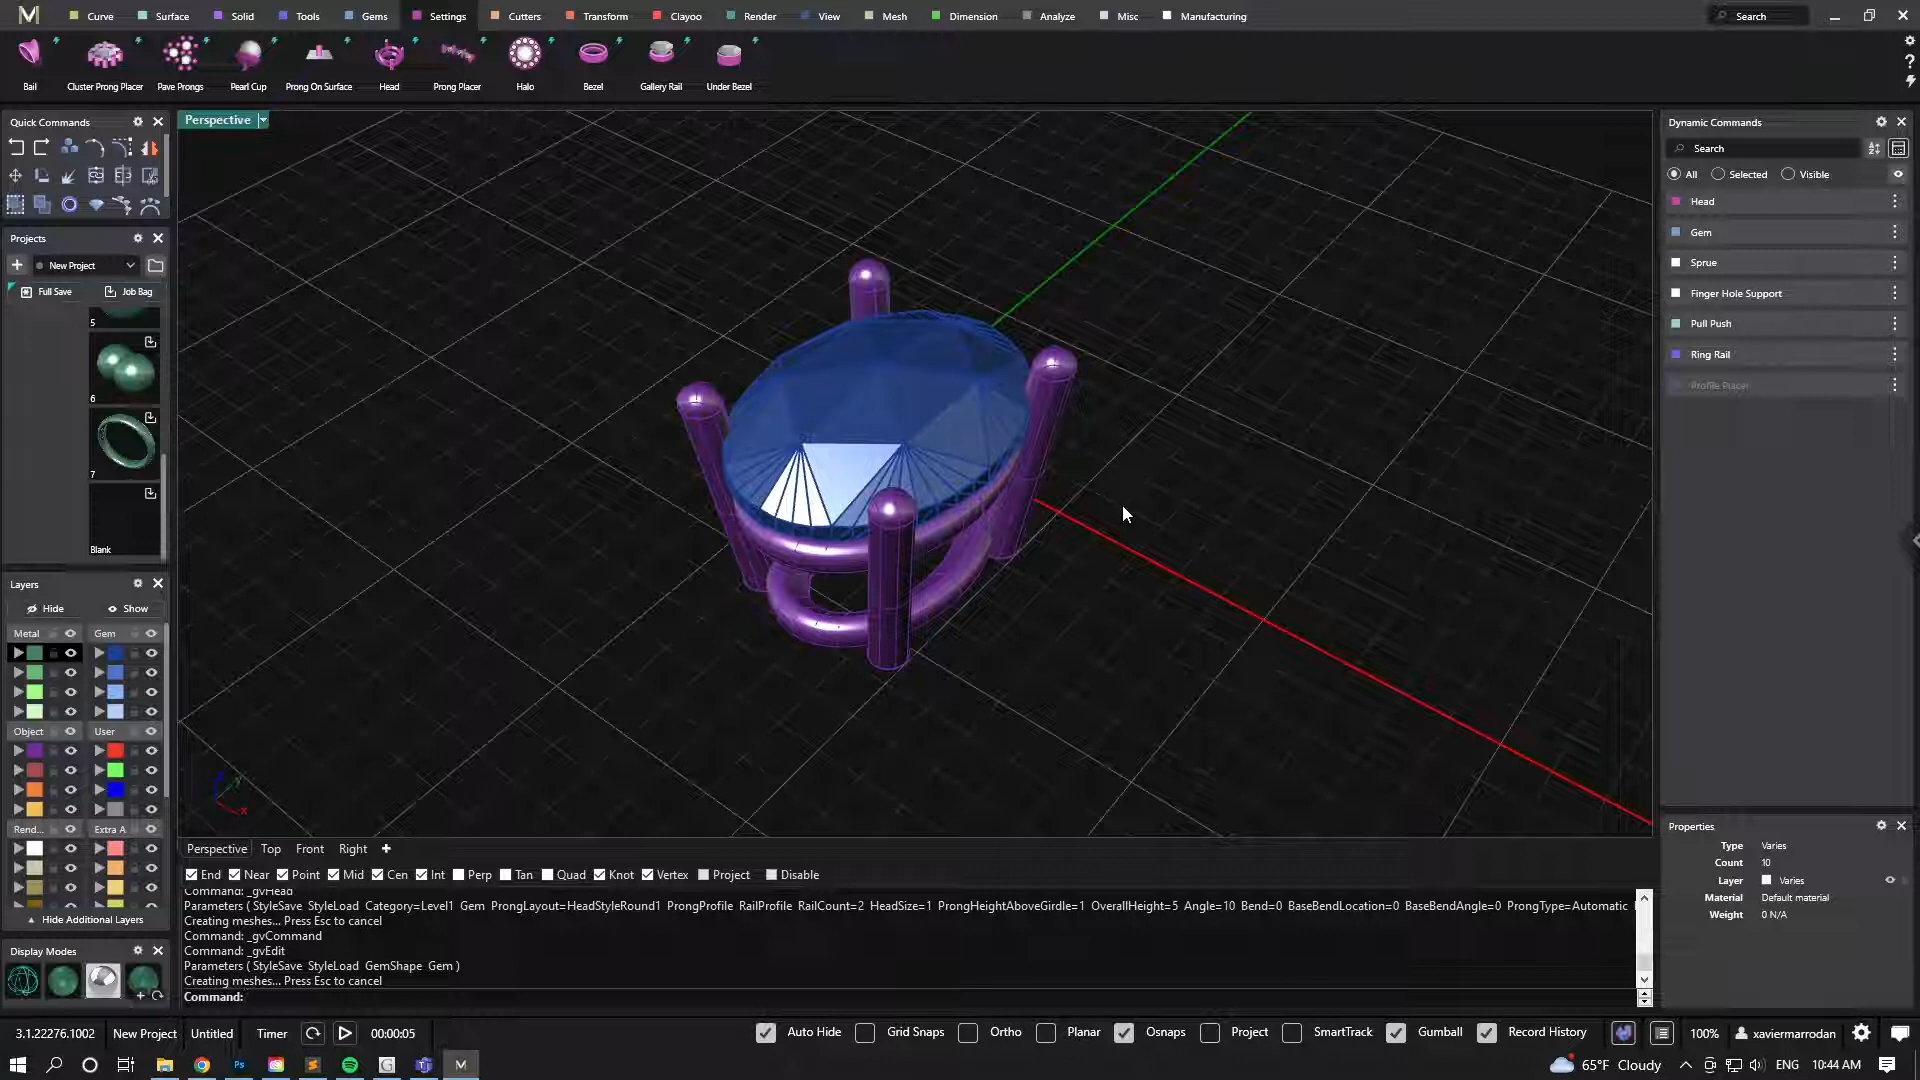 Curve Surface Solid Tools Gems Settings Cutters Transform Clayoo Render View Mesh Dimension Analyze Misc Manufacturing Search
Bail Cluster Prong Placer Pave Prongs Pearl Cup Prong On Surface Head Prong Placer Halo Bezel Gallery Rail Under Bezel
Quick Commands
Projects
New Project
Full Save Job Bag
5
6
7
Blank
Layers
Hide Show
Metal Gem
Object User
Rend... Extra A
Hide Additional Layers
Display Modes
Perspective
Dynamic Commands
Search
All Selected Visible
Head
Gem
Sprue
Finger Hole Support
Pull Push
Ring Rail
Profile Placer
Properties
Type Varies
Count 10
Layer Varies
Material Default material
Weight 0 N/A
Perspective Top Front Right
End Near Point Mid Cen Int Perp Tan Quad Knot Vertex Project Disable
Command: _gvHead
Parameters ( StyleSave StyleLoad Category=Level1 Gem ProngLayout=HeadStyleRound1 ProngProfile RailProfile RailCount=2 HeadSize=1 ProngHeightAboveGirdle=1 OverallHeight=5 Angle=10 Bend=0 BaseBendLocation=0 BaseBendAngle=0 ProngType=Automatic
Creating meshes... Press Esc to cancel
Command: _gvCommand
Command: _gvEdit
Parameters ( StyleSave StyleLoad GemShape Gem )
Creating meshes... Press Esc to cancel
Command:
3.1.22276.1002 New Project Untitled Timer 00:00:05 Auto Hide Grid Snaps Ortho Planar Osnaps Project SmartTrack Gumball Record History 100% xaviermarrodan
65°F Cloudy ENG 10:44 AM